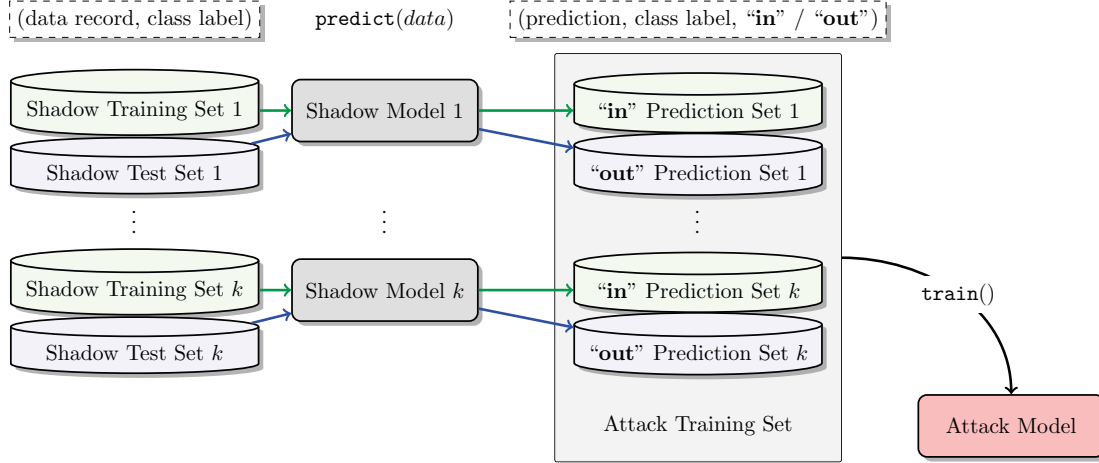 (data record, class label)
predict(data)
(prediction, class label, “in” / “out”)
Shadow Training Set 1
Shadow Model 1
“in” Prediction Set 1
Shadow Test Set 1
“out” Prediction Set 1
⋮ ⋮ ⋮
Shadow Training Set k
Shadow Model k
“in” Prediction Set k
train()
Shadow Test Set k
“out” Prediction Set k
Attack Training Set
Attack Model